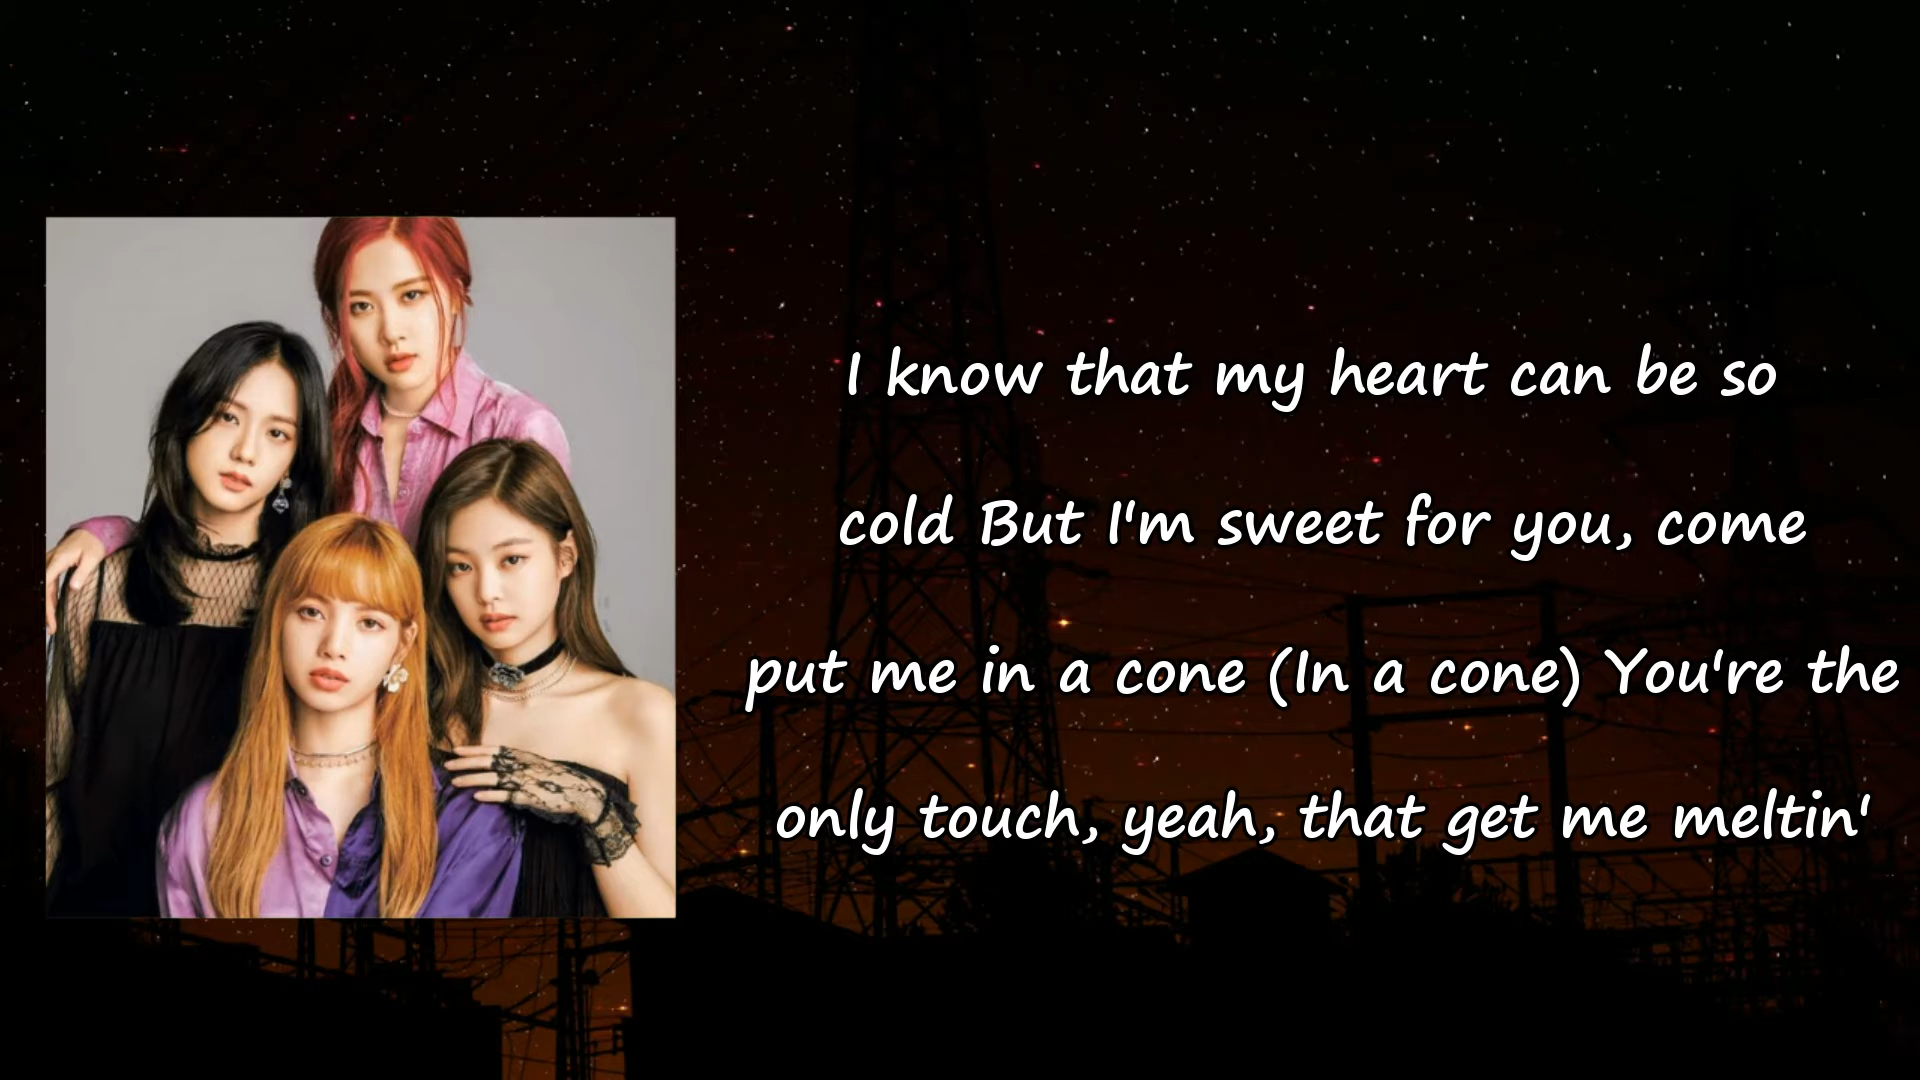 I know that my heart can be so
cold But I'm sweet for you, come
put me in a cone (In a cone) You're the
only touch, yeah, that get me meltin'